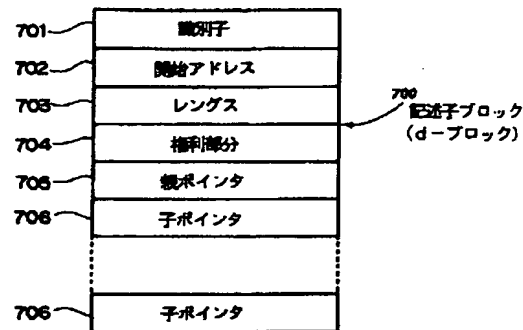 701 識別子
702 開始アドレス
703 レングス
704 権利部分
705 親ポインタ
706 子ポインタ
706 子ポインタ
700
記述子ブロック
(d-ブロック)